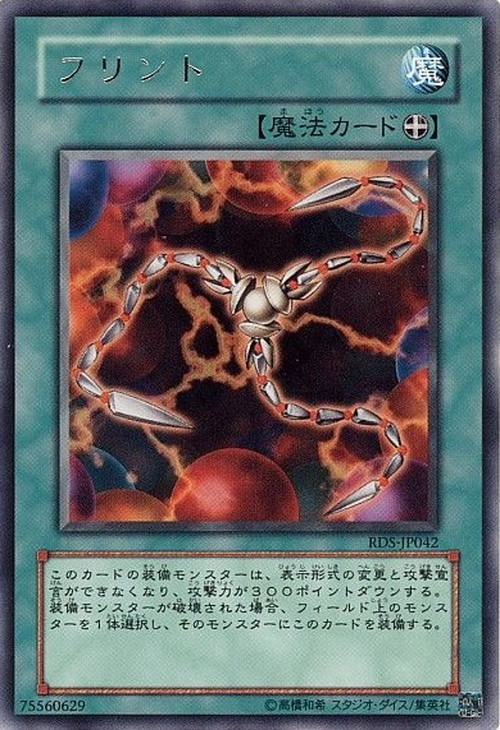 フリント
魔
【魔法カード】
RDS-JP042
このカードの装備モンスターは、表示形式の変更と攻撃宣
言ができなくなり、攻撃力が300ポイントダウンする。
装備モンスターが破壊された場合、フィールド上のモンス
ターを1体選択し、そのモンスターにこのカードを装備する。
75560629
©高橋和希 スタジオ・ダイス/集英社